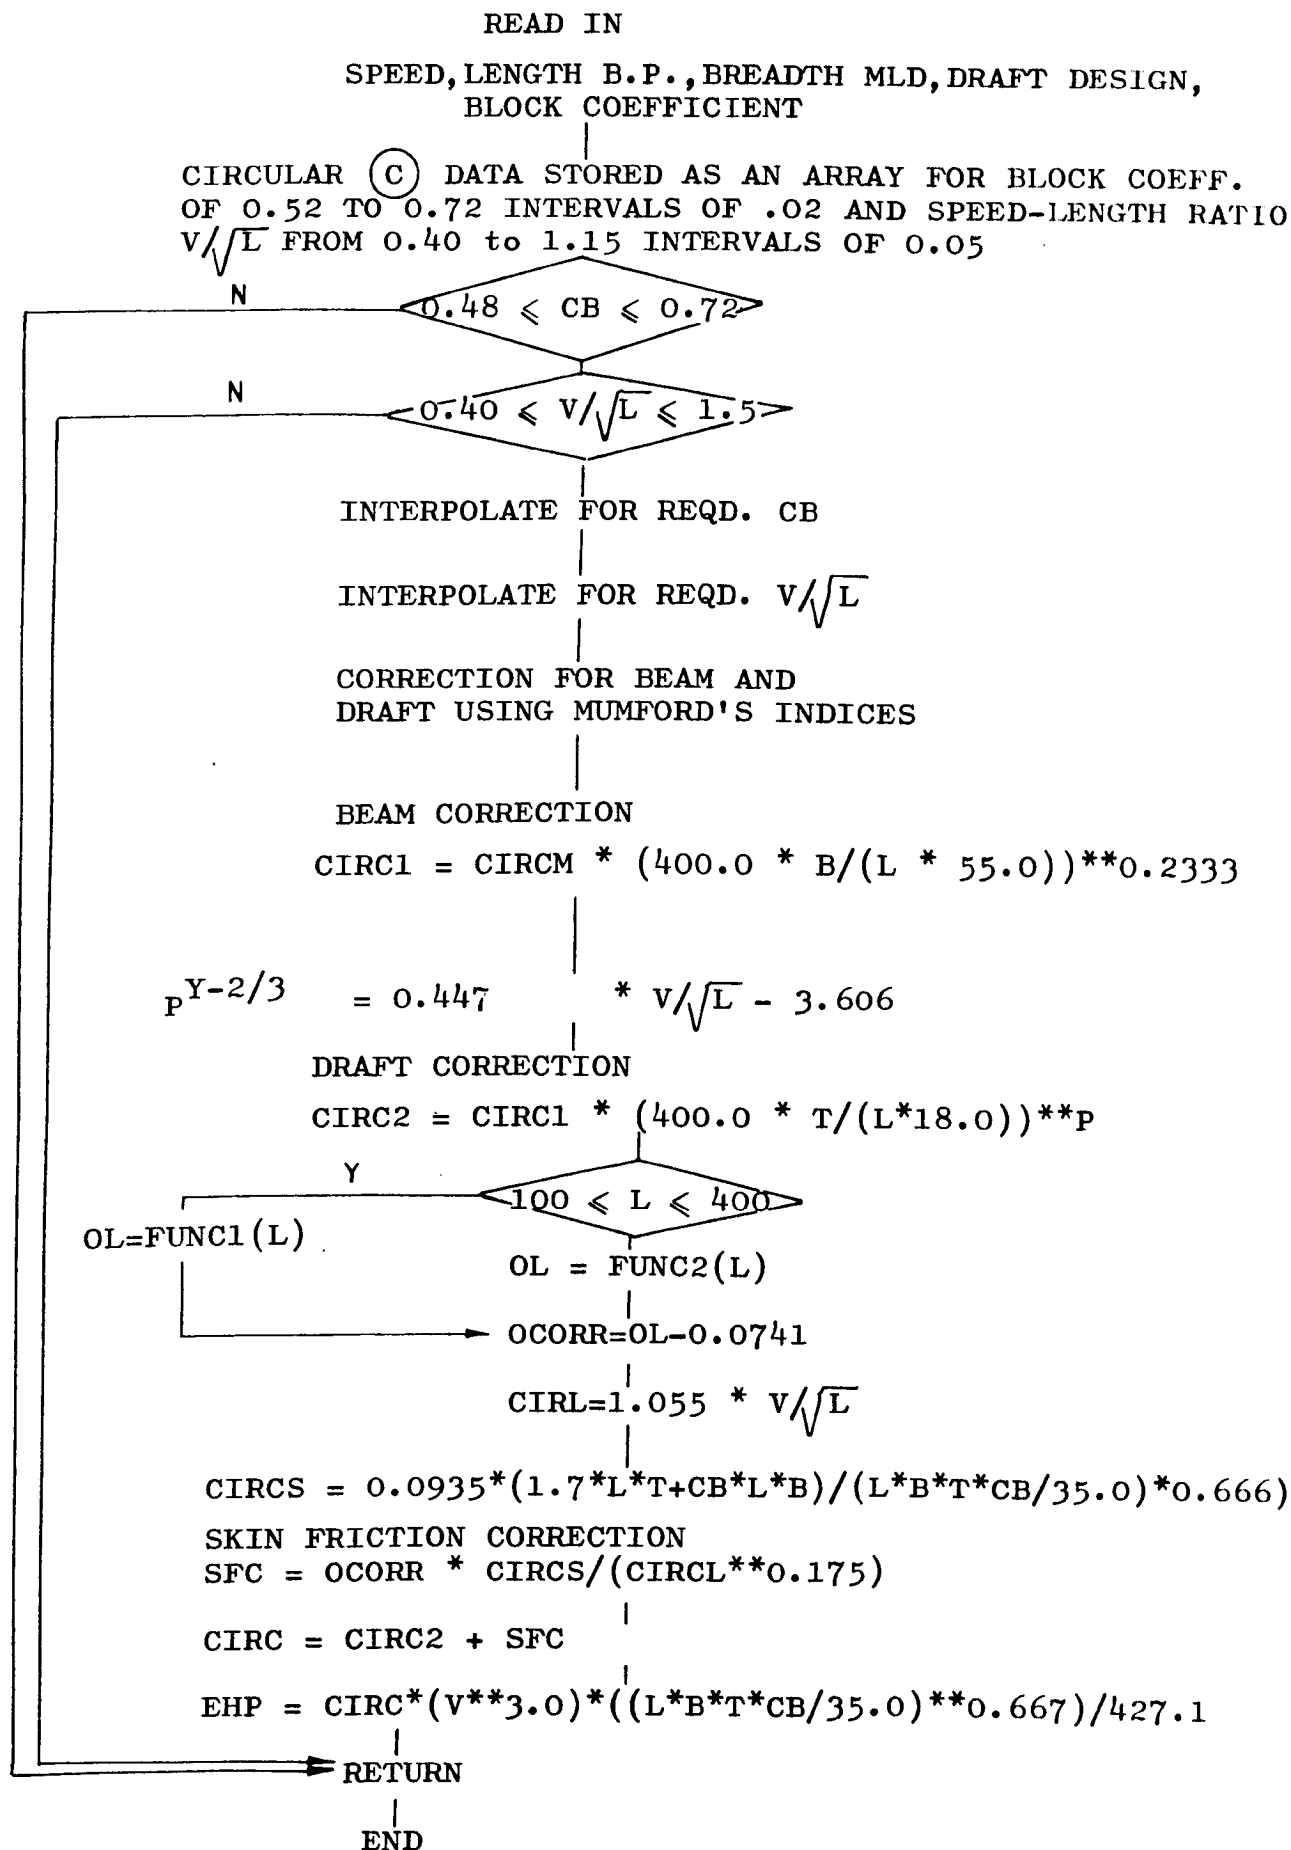 READ IN
SPEED, LENGTH B.P., BREADTH MLD, DRAFT DESIGN,
BLOCK COEFFICIENT
CIRCULAR Ⓒ DATA STORED AS AN ARRAY FOR BLOCK COEFF.
OF 0.52 TO 0.72 INTERVALS OF .02 AND SPEED-LENGTH RATIO
V/√L FROM 0.40 to 1.15 INTERVALS OF 0.05
N
0.48 ⩽ CB ⩽ 0.72
N
0.40 ⩽ V/√L ⩽ 1.5
INTERPOLATE FOR REQD. CB
INTERPOLATE FOR REQD. V/√L
CORRECTION FOR BEAM AND
DRAFT USING MUMFORD'S INDICES
BEAM CORRECTION
CIRC1 = CIRCM * (400.0 * B/(L * 55.0))**0.2333
P^Y-2/3 = 0.447 * V/√L - 3.606
DRAFT CORRECTION
CIRC2 = CIRC1 * (400.0 * T/(L*18.0))**P
Y
100 ⩽ L ⩽ 400
OL=FUNC1(L)
OL = FUNC2(L)
OCORR=OL-0.0741
CIRL=1.055 * V/√L
CIRCS = 0.0935*(1.7*L*T+CB*L*B)/(L*B*T*CB/35.0)*0.666)
SKIN FRICTION CORRECTION
SFC = OCORR * CIRCS/(CIRCL**0.175)
CIRC = CIRC2 + SFC
EHP = CIRC*(V**3.0)*((L*B*T*CB/35.0)**0.667)/427.1
RETURN
END